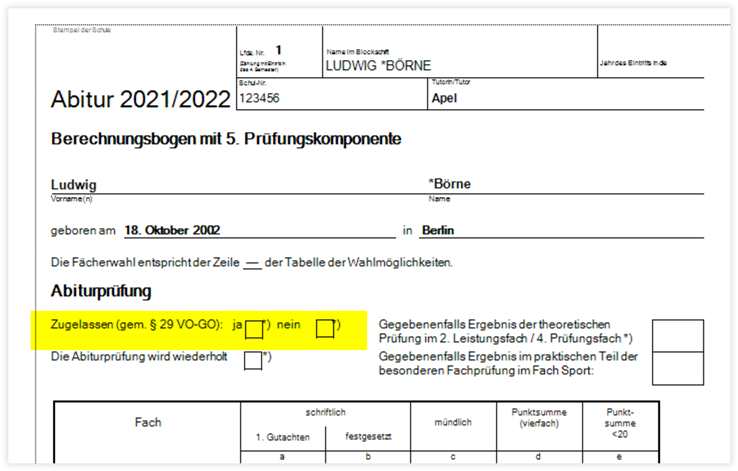 Stempel der Schule
Lfde. Nr. 1
(Zählung mit Eintritt
das 4. Semester)
Name in Blockschrift
LUDWIG *BÖRNE
Jahr des Eintritts in die
Abitur 2021/2022
Schul-Nr.
123456
Tutorin/Tutor
Apel
Berechnungsbogen mit 5. Prüfungskomponente
Ludwig *Börne
Vorname(n) Name
geboren am 18. Oktober 2002 in Berlin
Die Fächerwahl entspricht der Zeile — der Tabelle der Wahlmöglichkeiten.
Abiturprüfung
Zugelassen (gem. § 29 VO-GO): ja *) nein *)
Gegebenenfalls Ergebnis der theoretischen
Prüfung im 2. Leistungsfach / 4. Prüfungsfach *)
Die Abiturprüfung wird wiederholt *)
Gegebenenfalls Ergebnis im praktischen Teil der
besonderen Fachprüfung im Fach Sport:
Fach
schriftlich
1. Gutachten festgesetzt
mündlich
Punktsumme
(vierfach)
Punkt-
summe
<20
a b c d e